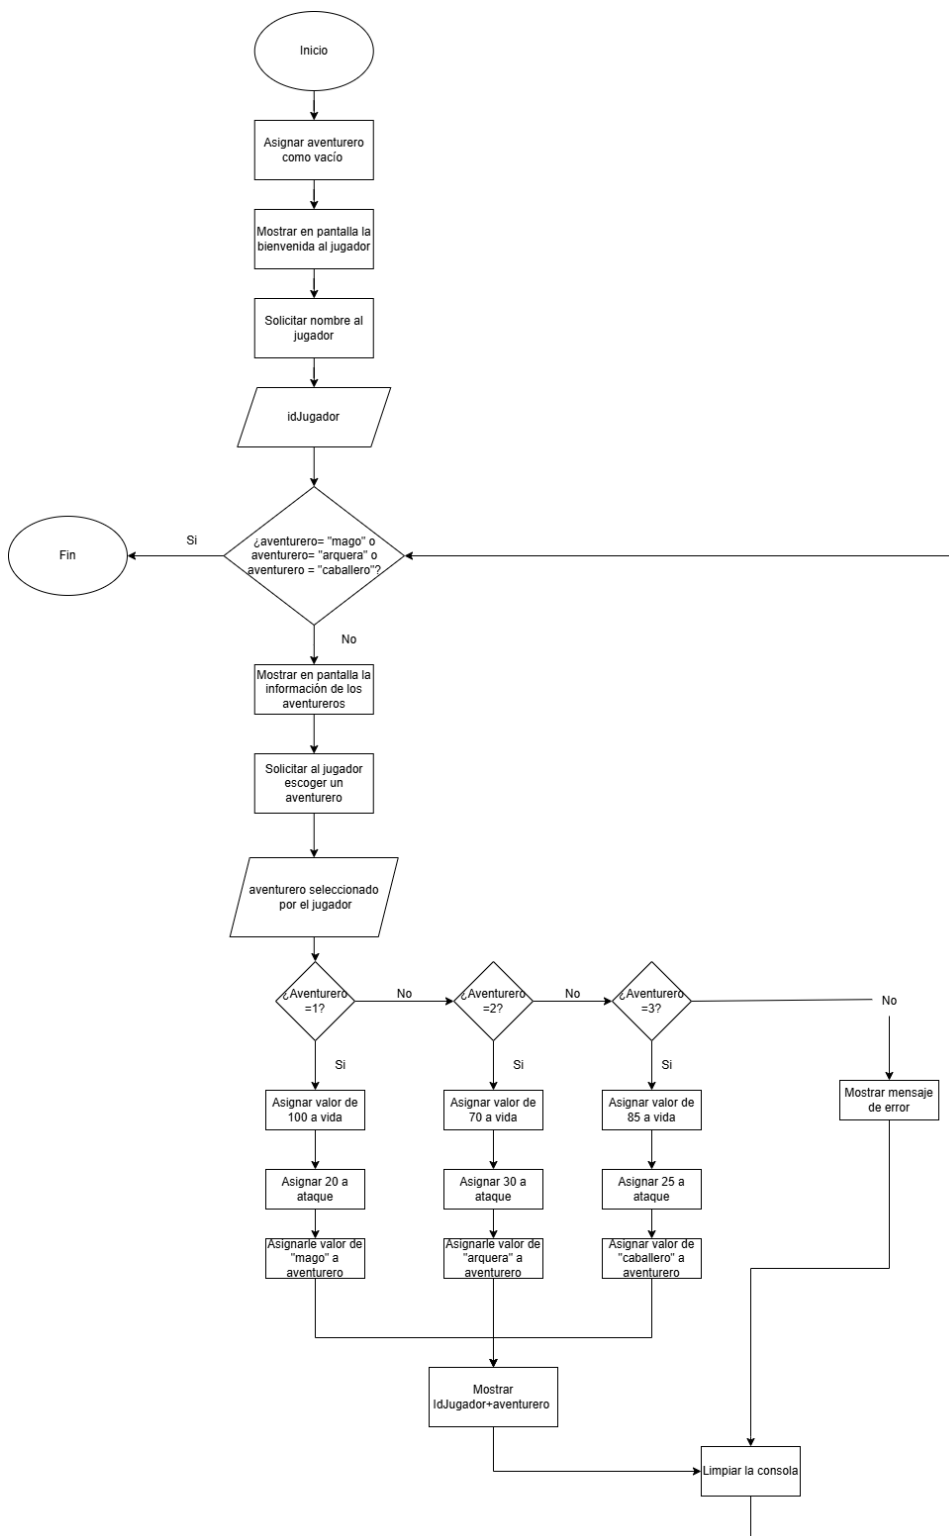 Inicio
Asignar aventurero
como vacío
Mostrar en pantalla la
bienvenida al jugador
Solicitar nombre al
jugador
idJugador
¿aventurero= "mago" o
aventurero= "arquera" o
aventurero = "caballero"?
Si
Fin
No
Mostrar en pantalla la
información de los
aventureros
Solicitar al jugador
escoger un
aventurero
aventurero seleccionado
por el jugador
¿Aventurero
=1?
No
¿Aventurero
=2?
No
¿Aventurero
=3?
No
Si
Si
Si
Asignar valor de
100 a vida
Asignar valor de
70 a vida
Asignar valor de
85 a vida
Mostrar mensaje
de error
Asignar 20 a
ataque
Asignar 30 a
ataque
Asignar 25 a
ataque
Asignarle valor de
"mago" a
aventurero
Asignarle valor de
"arquera" a
aventurero
Asignar valor de
"caballero" a
aventurero
Mostrar
IdJugador+aventurero
Limpiar la consola